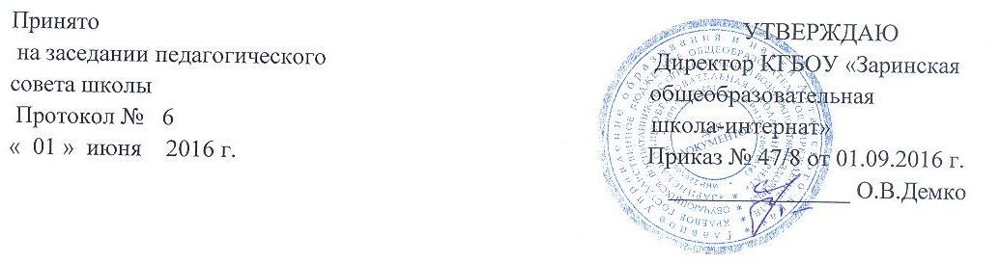 Принято
на заседании педагогического
совета школы
Протокол № 6
« 01 » июня 2016 г.
УТВЕРЖДАЮ
Директор КГБОУ «Заринская
общеобразовательная
школа-интернат»
Приказ № 47/8 от 01.09.2016 г.
О.В.Демко
ДОКУМЕНТОВ